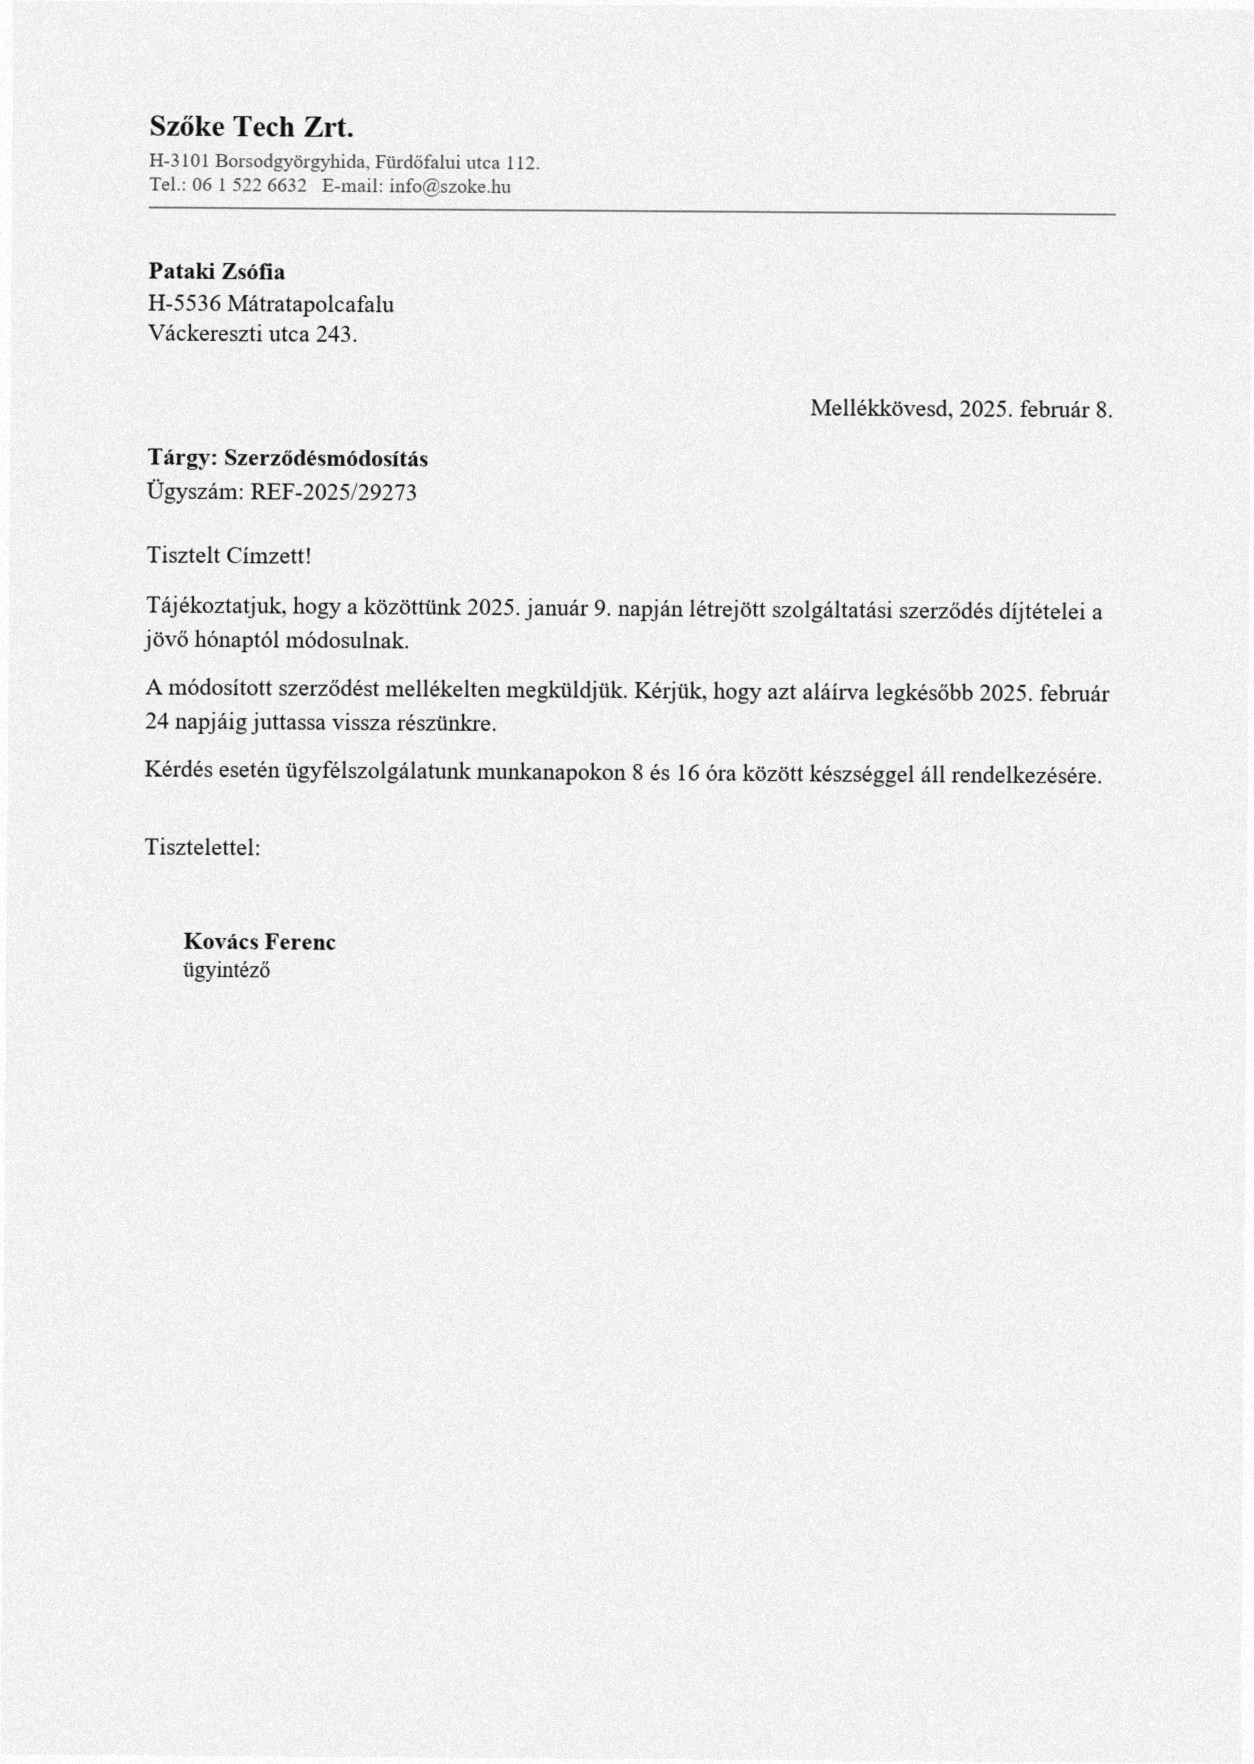 Szőke Tech Zrt.
H-3101 Borsodgyörgyhida, Fürdőfalui utca 112.
Tel.: 06 1 522 6632 E-mail: info@szoke.hu
Pataki Zsófia
H-5536 Mátratapolcafalu
Váckereszti utca 243.
Mellékkövesd, 2025. február 8.
Tárgy: Szerződésmódosítás
Ügyszám: REF-2025/29273
Tisztelt Címzett!
Tájékoztatjuk, hogy a közöttünk 2025. január 9. napján létrejött szolgáltatási szerződés díjtételei a
jövő hónaptól módosulnak.
A módosított szerződést mellékelten megküldjük. Kérjük, hogy azt aláírva legkésőbb 2025. február
24 napjáig juttassa vissza részünkre.
Kérdés esetén ügyfélszolgálatunk munkanapokon 8 és 16 óra között készséggel áll rendelkezésére.
Tisztelettel:
Kovács Ferenc
ügyintéző